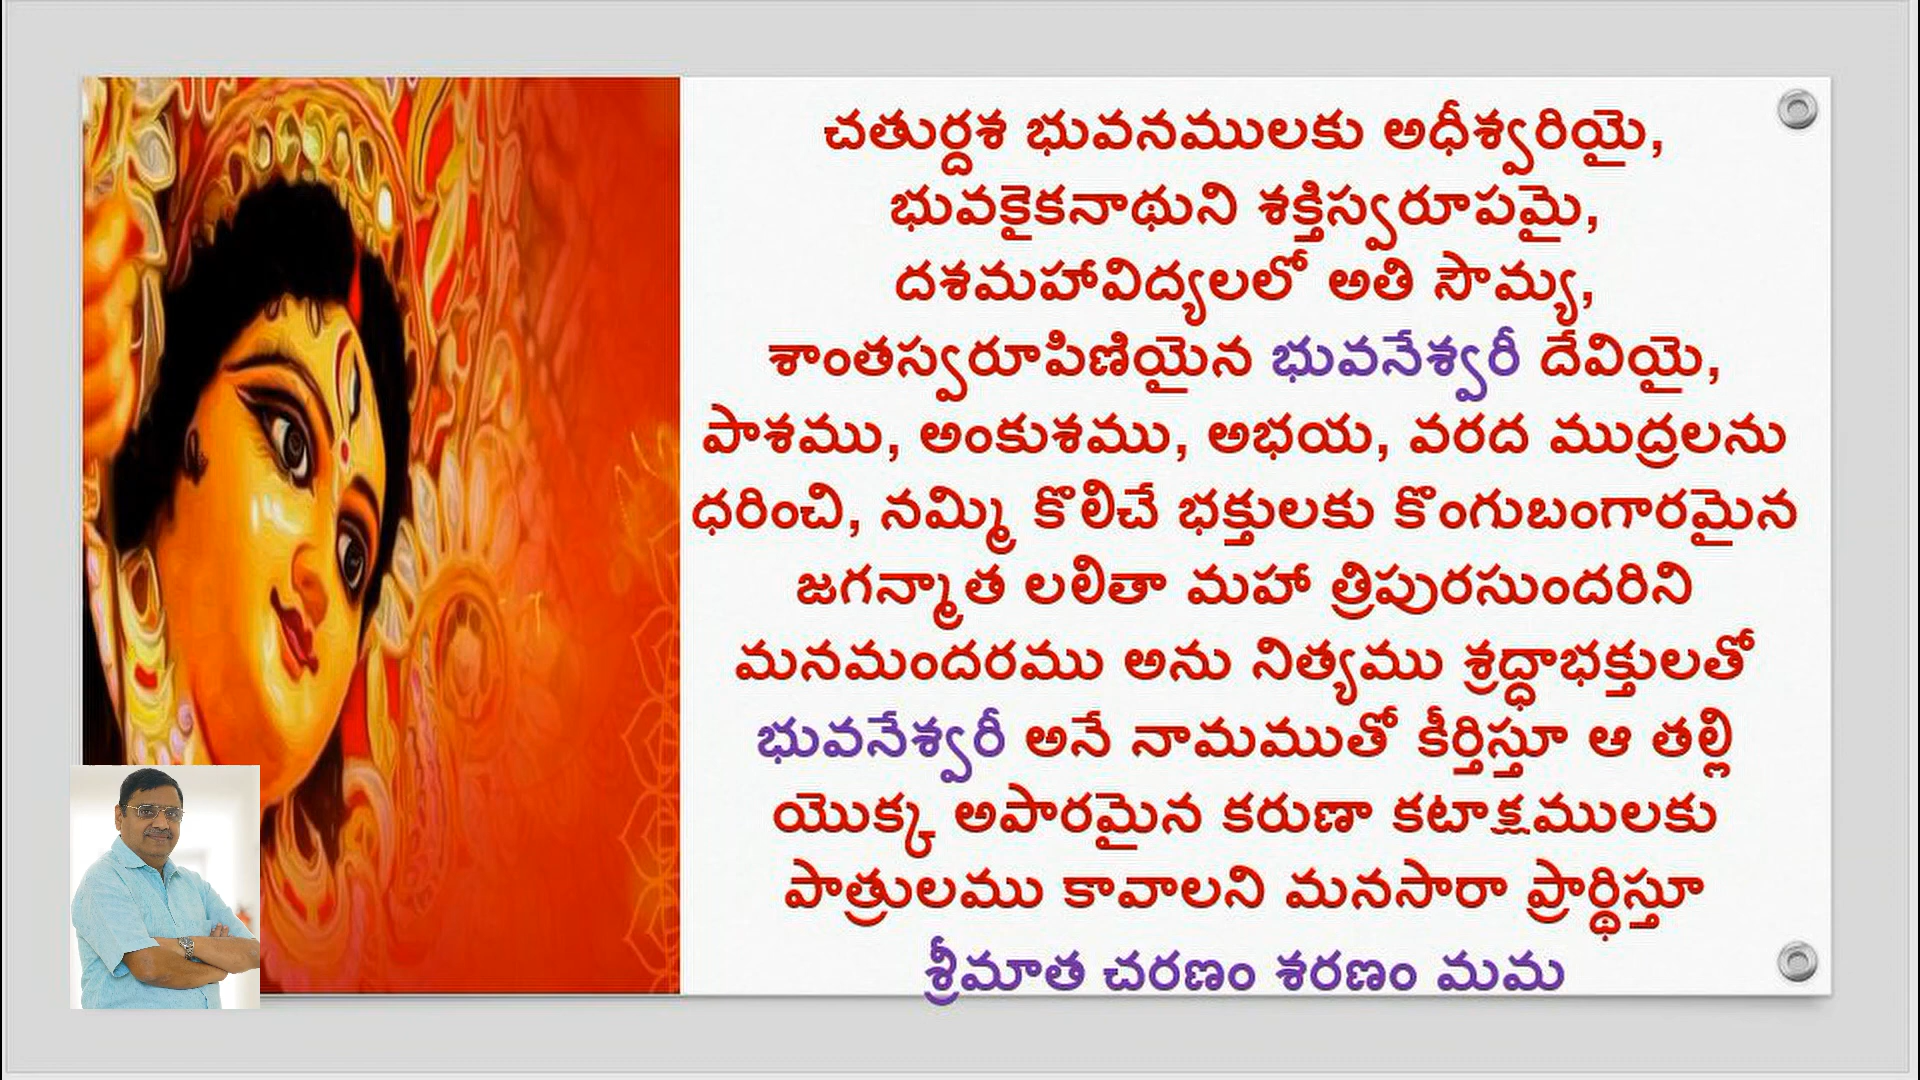 చతుర్దశ భువనములకు అధీశ్వరియై,
భువకైకనాథుని శక్తిస్వరూపమై,
దశమహావిద్యలలో అతి సౌమ్య,
శాంతస్వరూపిణియైన భువనేశ్వరీ దేవియై,
పాశము, అంకుశము, అభయ, వరద ముద్రలను
ధరించి, నమ్మి కొలిచే భక్తులకు కొంగుబంగారమైన
జగన్మాత లలితా మహా త్రిపురసుందరిని
మనమందరము అను నిత్యము శ్రద్ధాభక్తులతో
భువనేశ్వరీ అనే నామముతో కీర్తిస్తూ ఆ తల్లి
యొక్క అపారమైన కరుణా కటాక్షములకు
పాత్రులము కావాలని మనసారా ప్రార్థిస్తూ
శ్రీమాత చరణం శరణం మమ